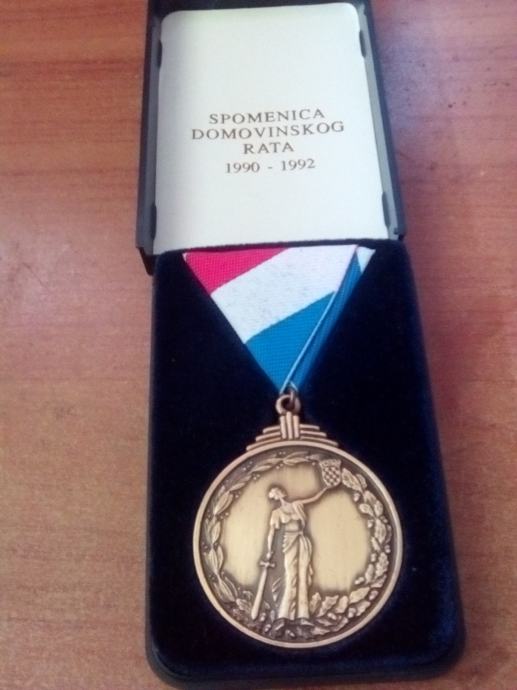 SPOMENICA
DOMOVINSKOG
RATA
1990 - 1992